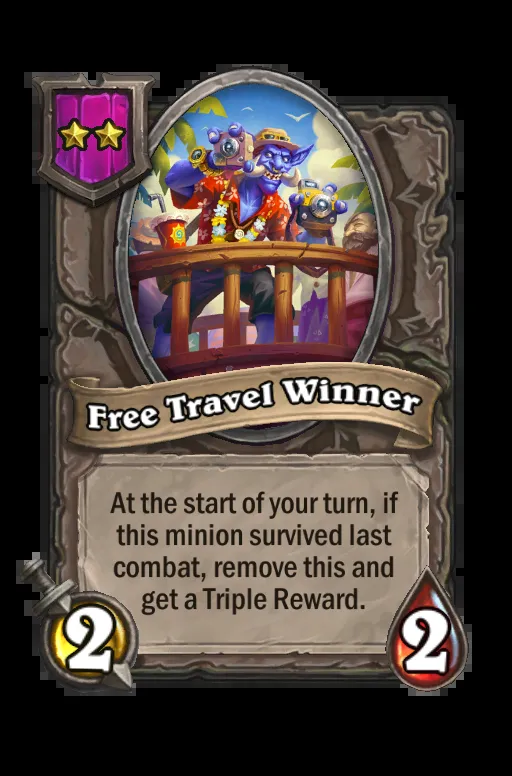 Free Travel Winner
At the start of your turn, if
this minion survived last
combat, remove this and
get a Triple Reward.
2
2